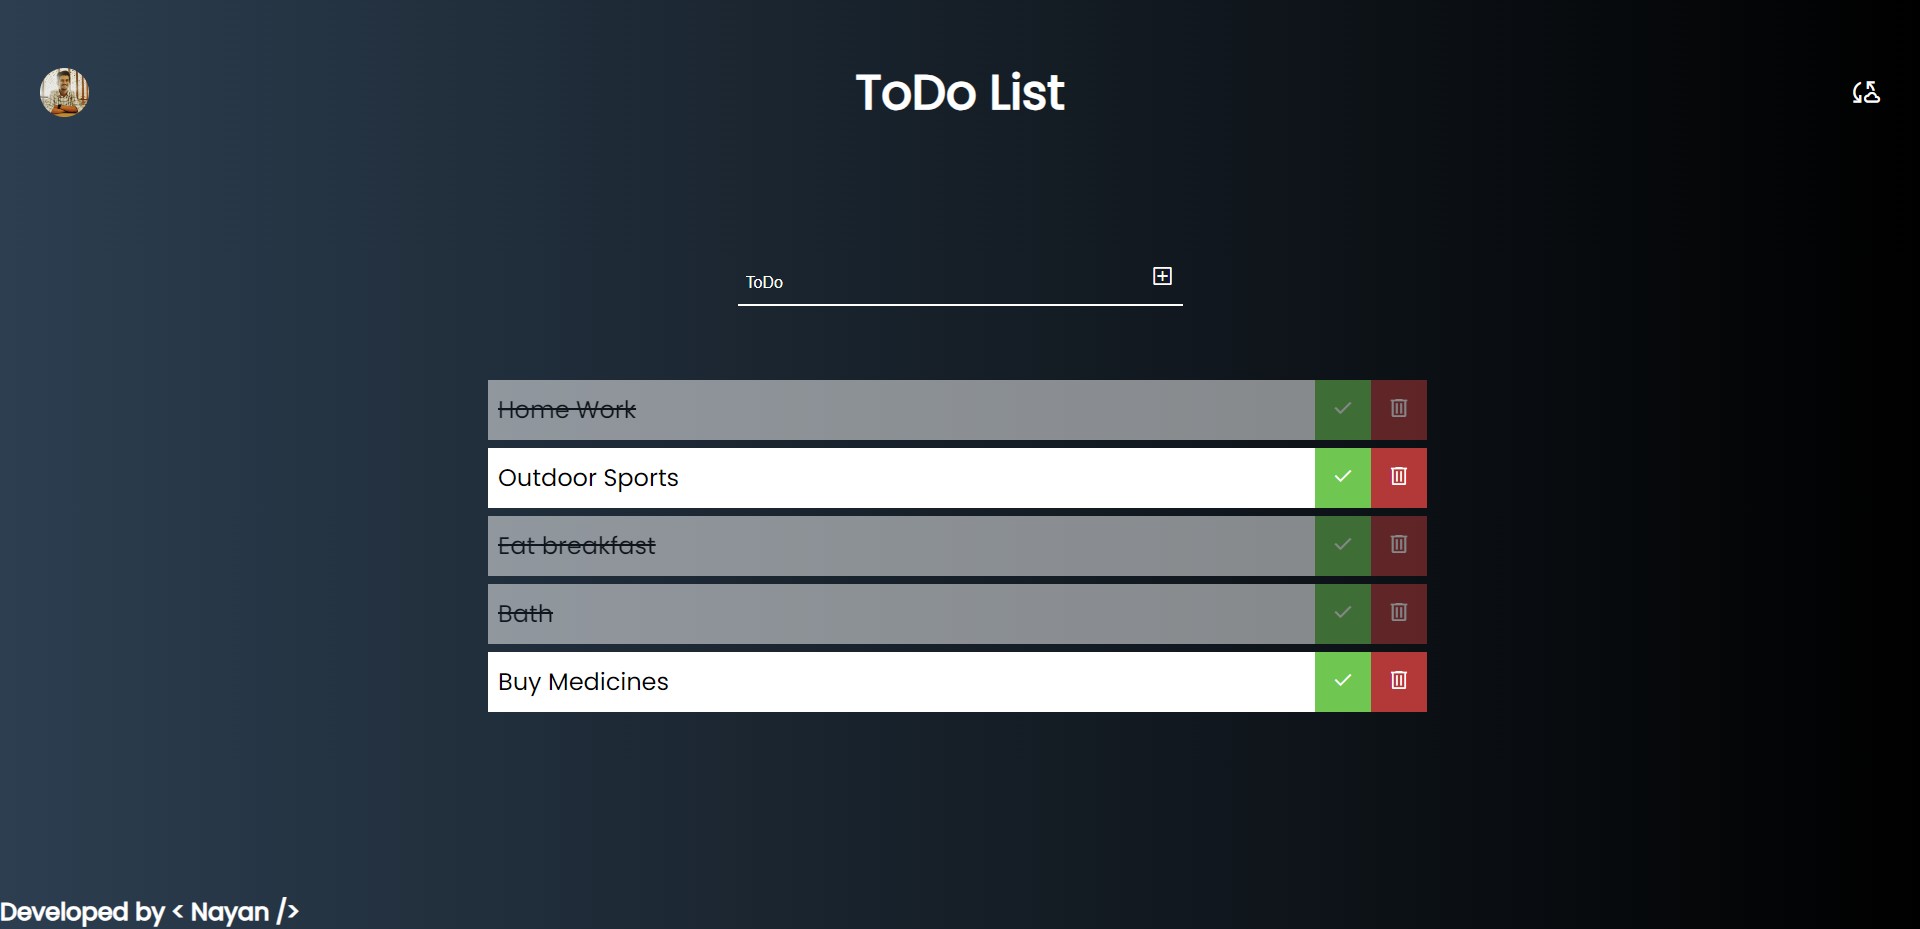 ToDo List
ToDo
Home Work
Outdoor Sports
Eat breakfast
Bath
Buy Medicines
Developed by < Nayan />